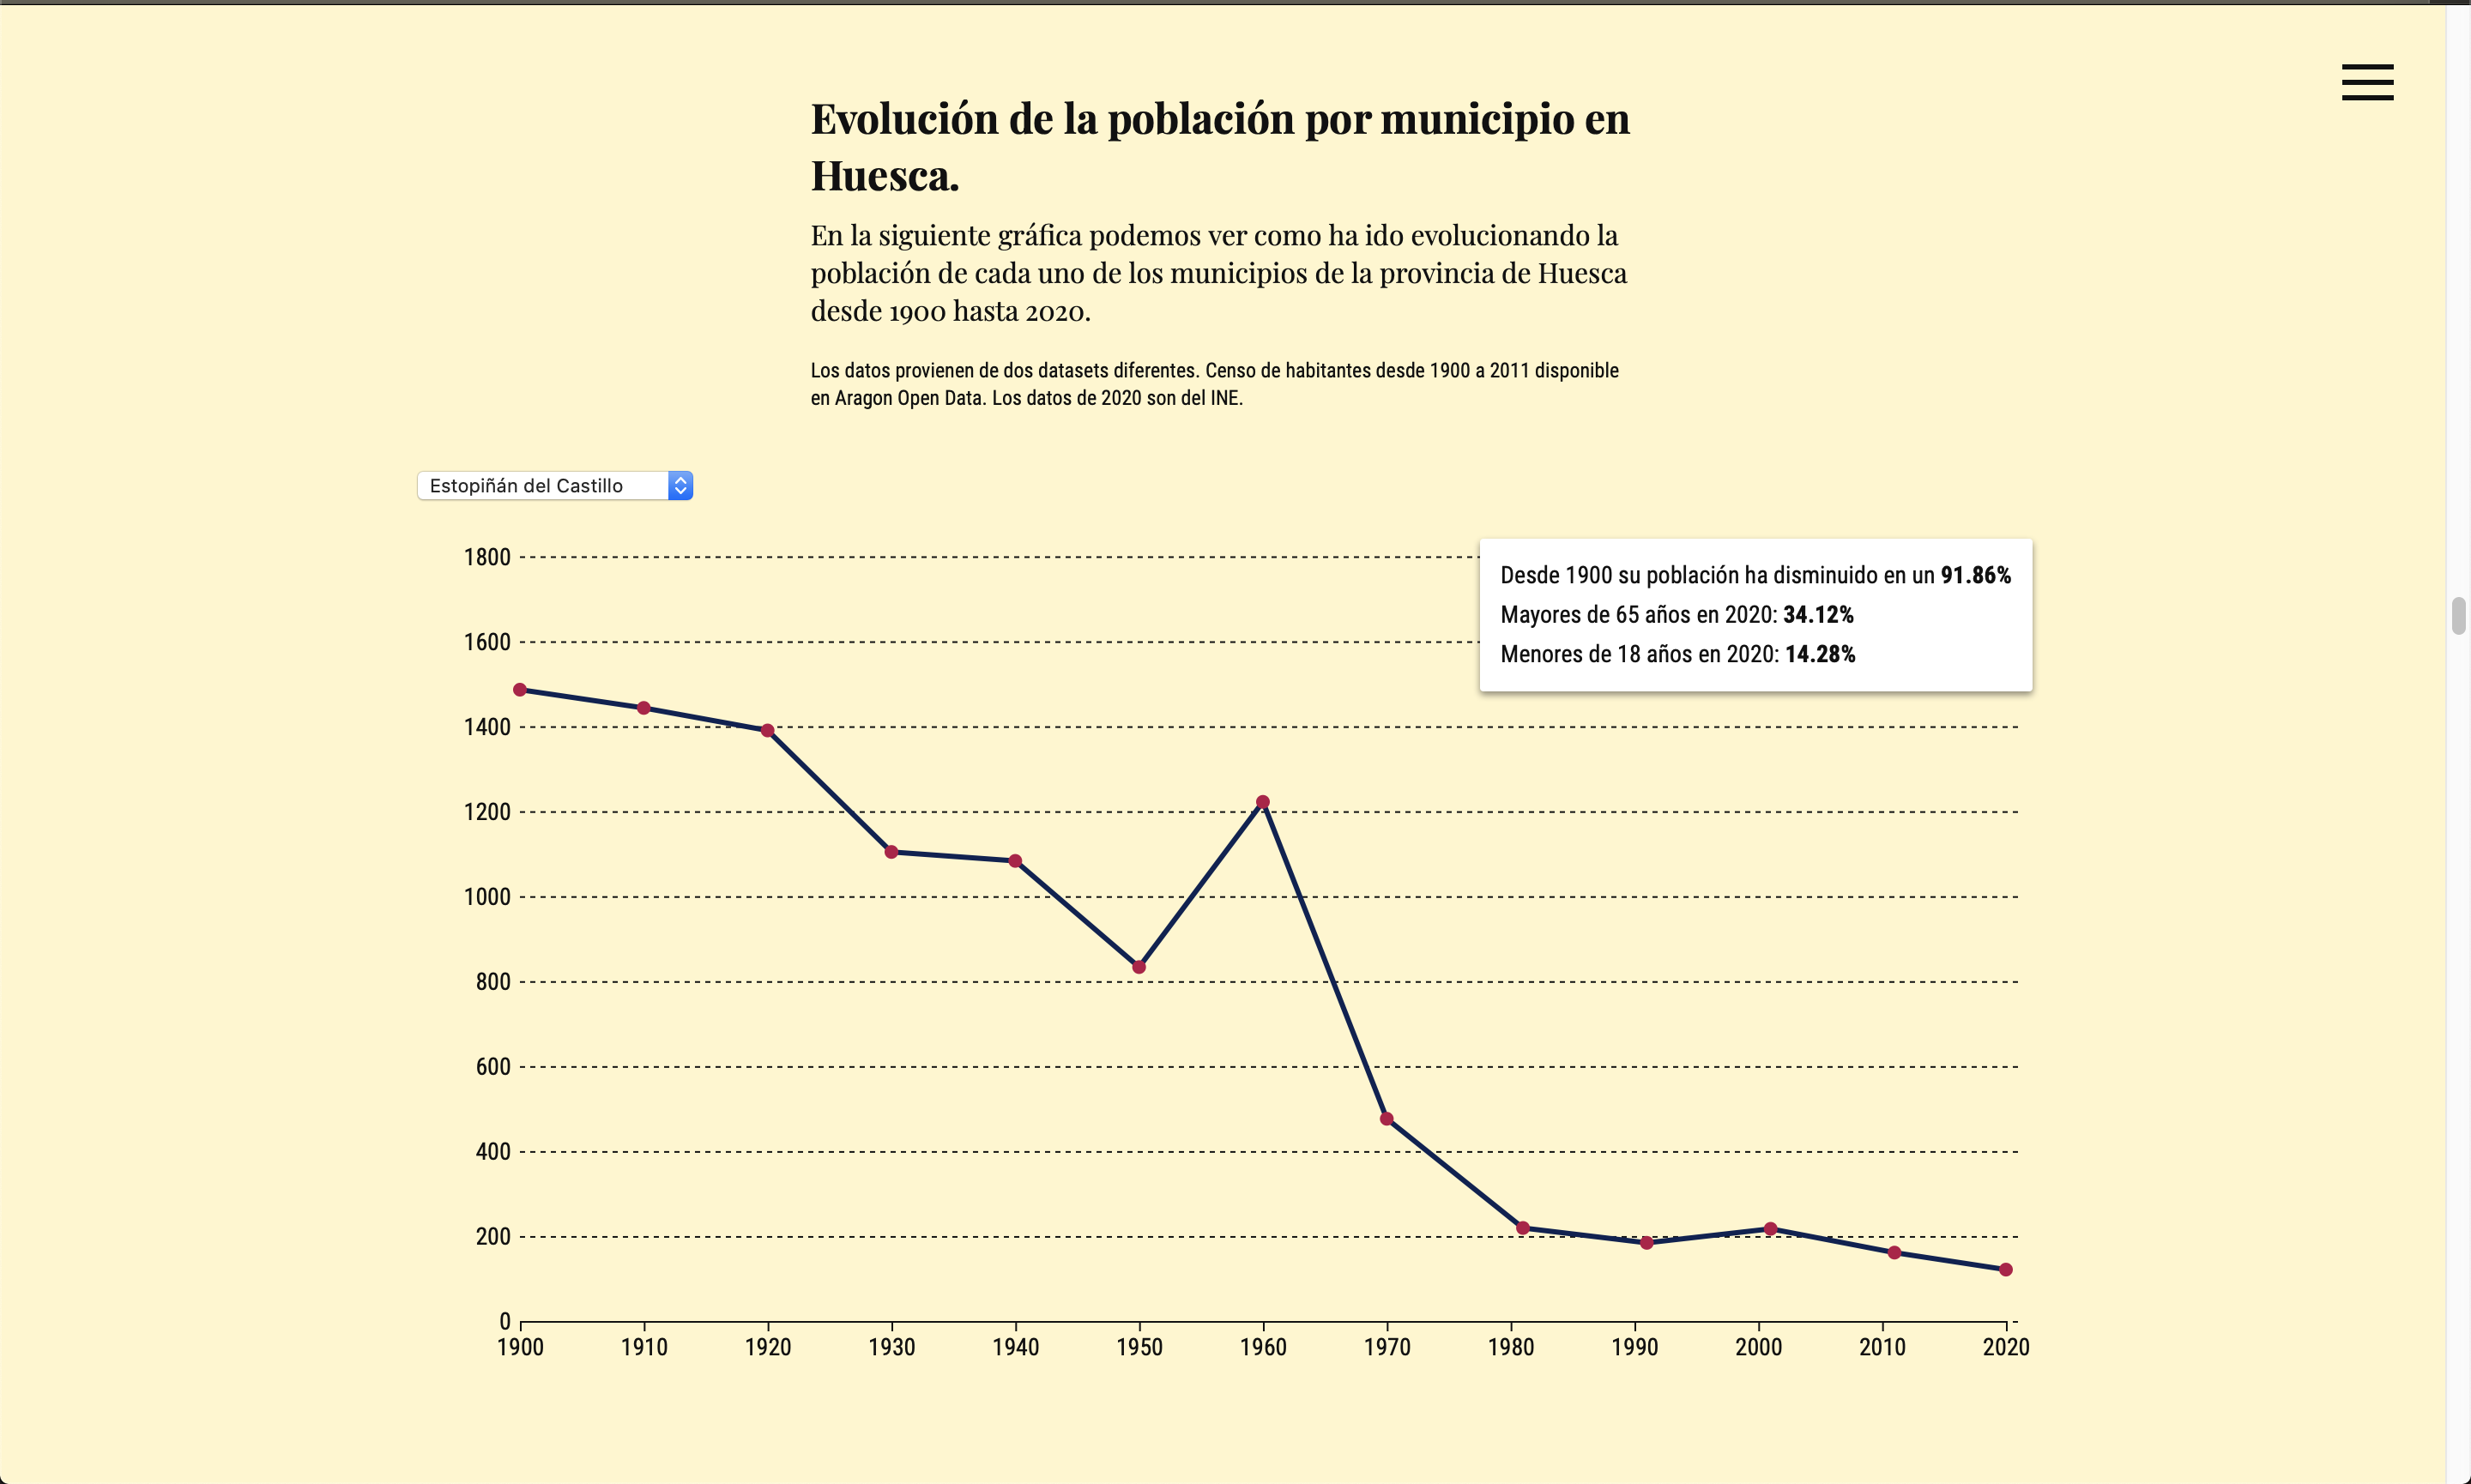 Evolución de la población por municipio en
Huesca.
En la siguiente gráfica podemos ver como ha ido evolucionando la
población de cada uno de los municipios de la provincia de Huesca
desde 1900 hasta 2020.
Los datos provienen de dos datasets diferentes. Censo de habitantes desde 1900 a 2011 disponible
en Aragon Open Data. Los datos de 2020 son del INE.
Estopiñán del Castillo
Desde 1900 su población ha disminuido en un 91.86%
Mayores de 65 años en 2020: 34.12%
Menores de 18 años en 2020: 14.28%
1800
1600
1400
1200
1000
800
600
400
200
0
1900 1910 1920 1930 1940 1950 1960 1970 1980 1990 2000 2010 2020